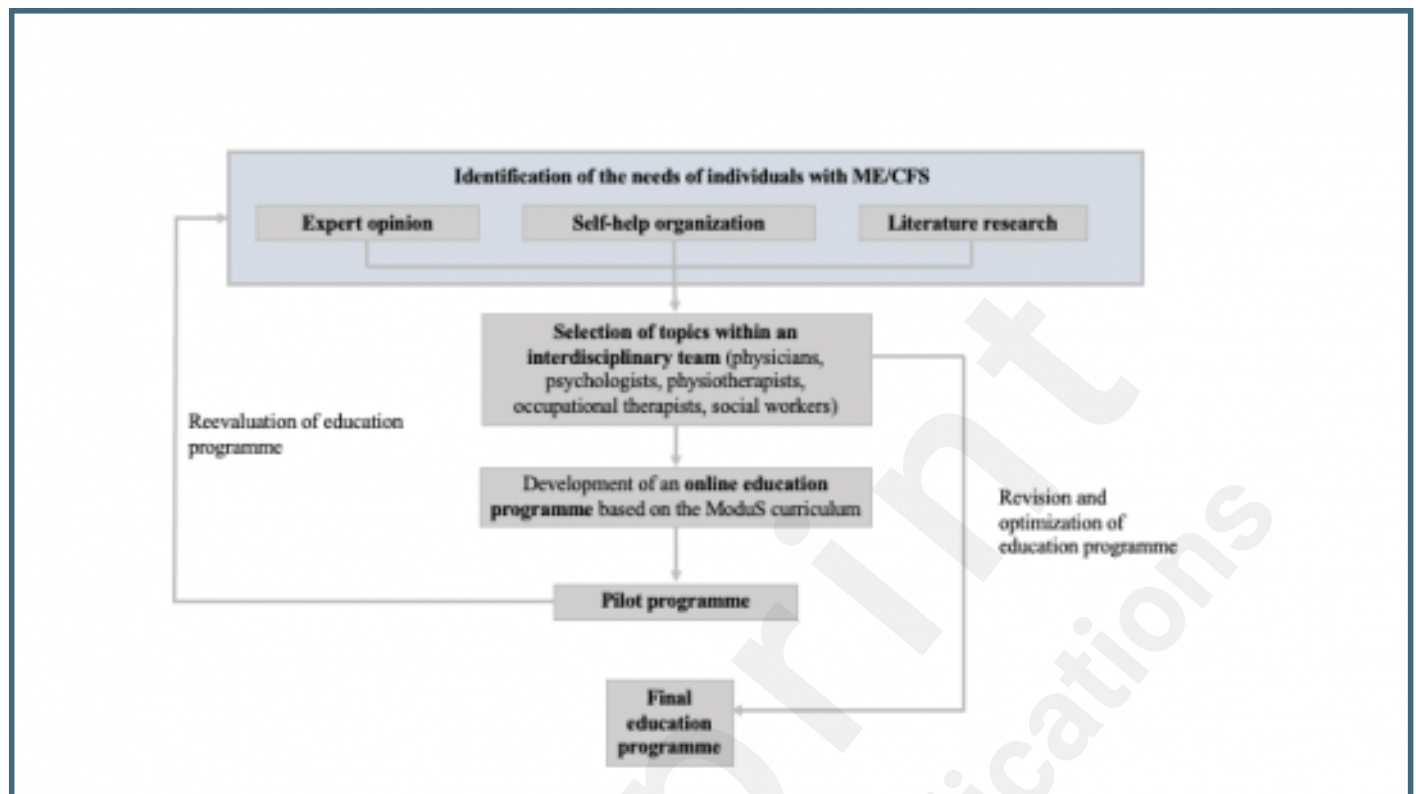 Identification of the needs of individuals with ME/CFS
Expert opinion
Self-help organization
Literature research
Selection of topics within an
interdisciplinary team (physicians,
psychologists, physiotherapists,
occupational therapists, social workers)
Reevaluation of education
programme
Development of an online education
programme based on the ModuS curriculum
Revision and
optimization of
education programme
Pilot programme
Final
education
programme
print
lications